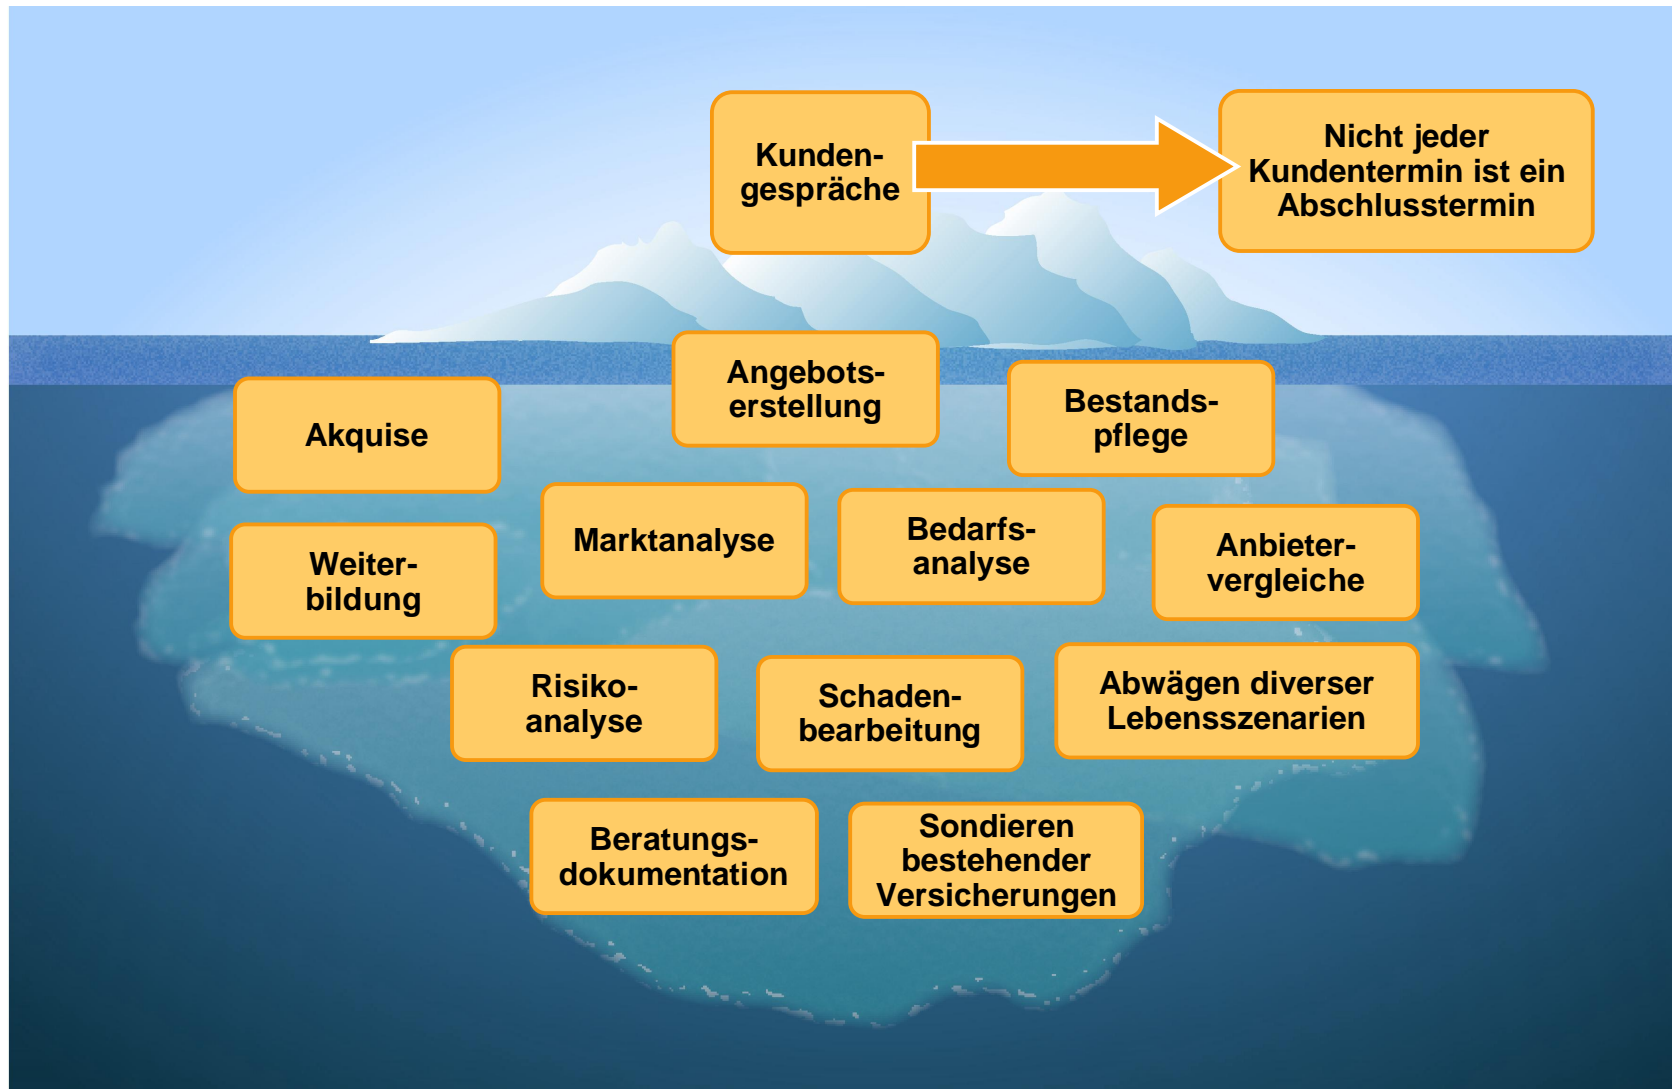 Kunden-
gespräche
Nicht jeder
Kundentermin ist ein
Abschlusstermin
Angebots-
erstellung
Bestands-
pflege
Akquise
Marktanalyse
Bedarfs-
analyse
Anbieter-
vergleiche
Weiter-
bildung
Risiko-
analyse
Schaden-
bearbeitung
Abwägen diverser
Lebensszenarien
Beratungs-
dokumentation
Sondieren
bestehender
Versicherungen